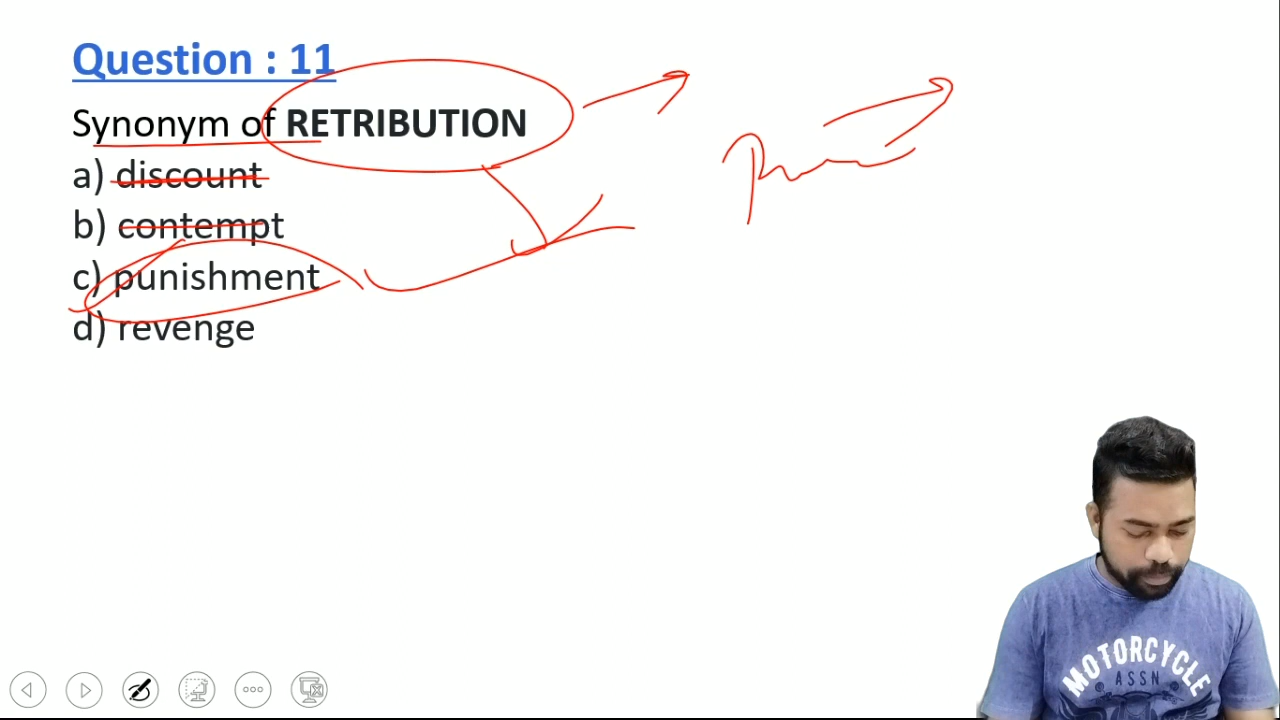 Question : 11
Synonym of RETRIBUTION
a) discount
b) contempt
c) punishment
d) revenge
MOTORCYCLE
ASSN